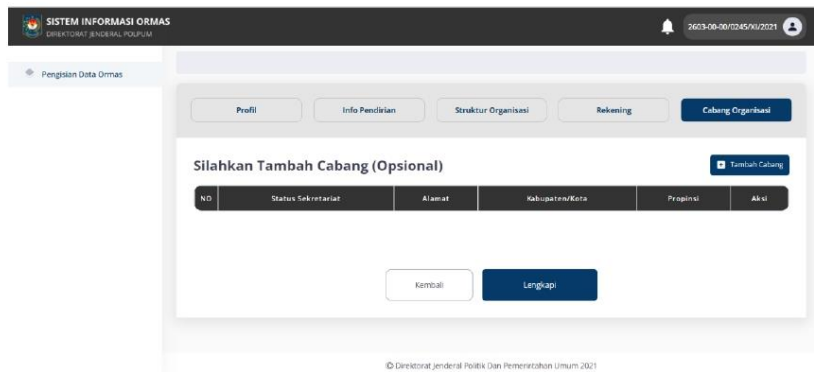 SISTEM INFORMASI ORMAS
DIREKTORAT JENDERAL POLPUM
2603-00-00/0245/XI/2021
Pengisian Data Ormas
Profil
Info Pendirian
Struktur Organisasi
Rekening
Cabang Organisasi
Silahkan Tambah Cabang (Opsional)
Tambah Cabang
NO Status Sekretariat Alamat Kabupaten/Kota Propinsi Aksi
Kembali
Lengkapi
© Direktorat Jenderal Politik Dan Pemerintahan Umum 2021